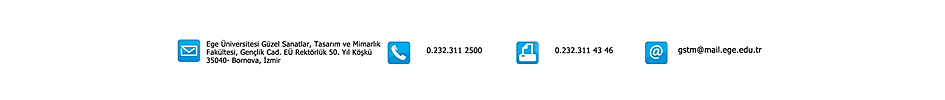 Ege Üniversitesi Güzel Sanatlar, Tasarım ve Mimarlık
Fakültesi, Gençlik Cad. EÜ Rektörlük 50. Yıl Köşkü
35040- Bornova, İzmir
0.232.311 2500
0.232.311 43 46
@
gstm@mail.ege.edu.tr